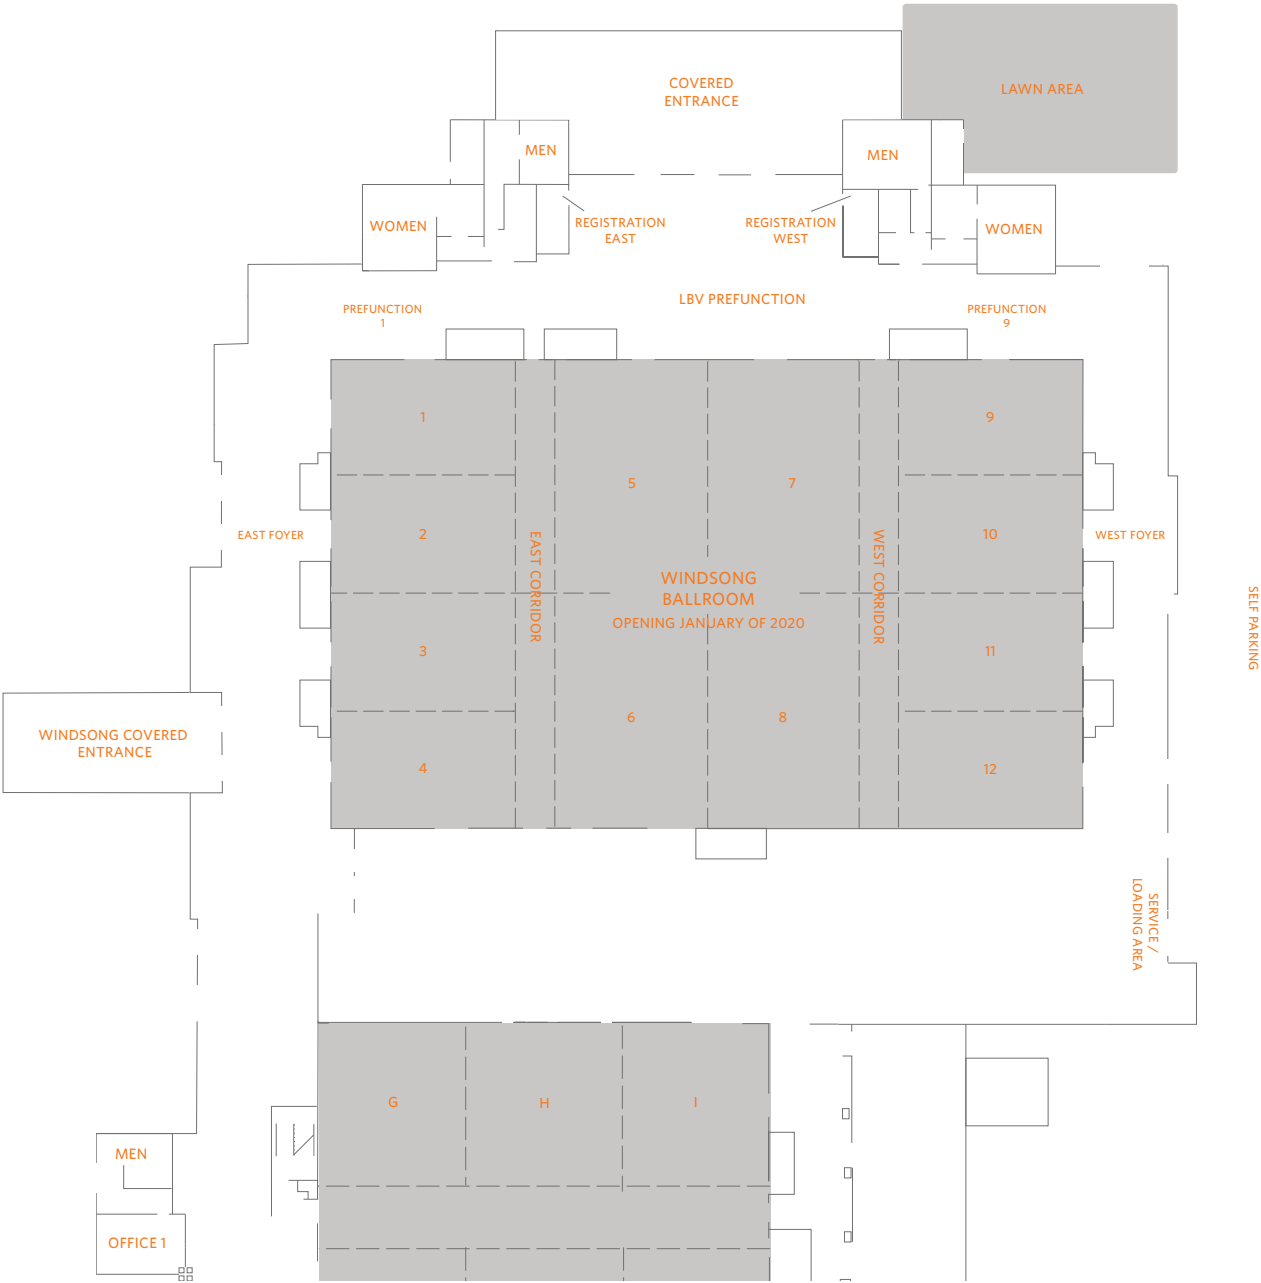 COVERED
ENTRANCE
LAWN AREA
MEN
MEN
WOMEN
REGISTRATION
EAST
REGISTRATION
WEST
WOMEN
LBV PREFUNCTION
PREFUNCTION
1
PREFUNCTION
9
1
9
5
7
EAST FOYER
2
EAST CORRIDOR
WEST CORRIDOR
10
WEST FOYER
WINDSONG
BALLROOM
OPENING JANUARY OF 2020
SELF PARKING
3
11
6
8
WINDSONG COVERED
ENTRANCE
4
12
SERVICE /
LOADING AREA
G
H
I
MEN
OFFICE 1